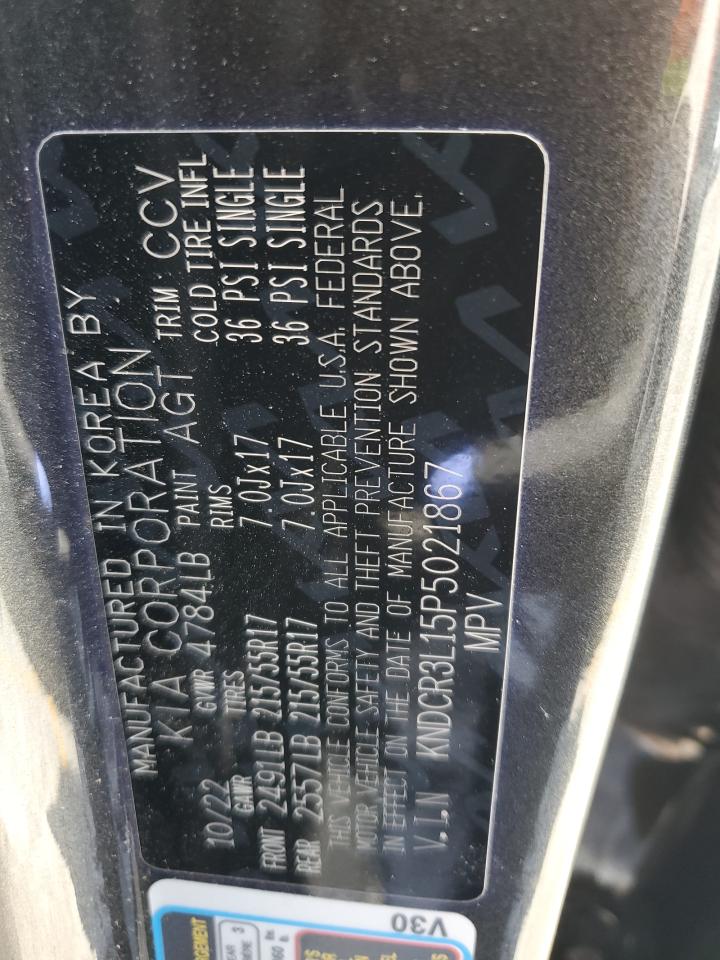 MANUFACTURED IN KOREA BY
KIA CORPORATION
10/22 GVWR 4784LB PAINT AGT TRIM: CCV
GAWR TIRES RIMS COLD TIRE INFL
FRONT 2491LB 215/55R17 7.0Jx17 36 PSI SINGLE
REAR 2557LB 215/55R17 7.0Jx17 36 PSI SINGLE
THIS VEHICLE CONFORMS TO ALL APPLICABLE U.S.A. FEDERAL
MOTOR VEHICLE SAFETY AND THEFT PREVENTION STANDARDS
IN EFFECT ON THE DATE OF MANUFACTURE SHOWN ABOVE.
V.I.N KNDCR3L15P5021867
MPV
V30
3